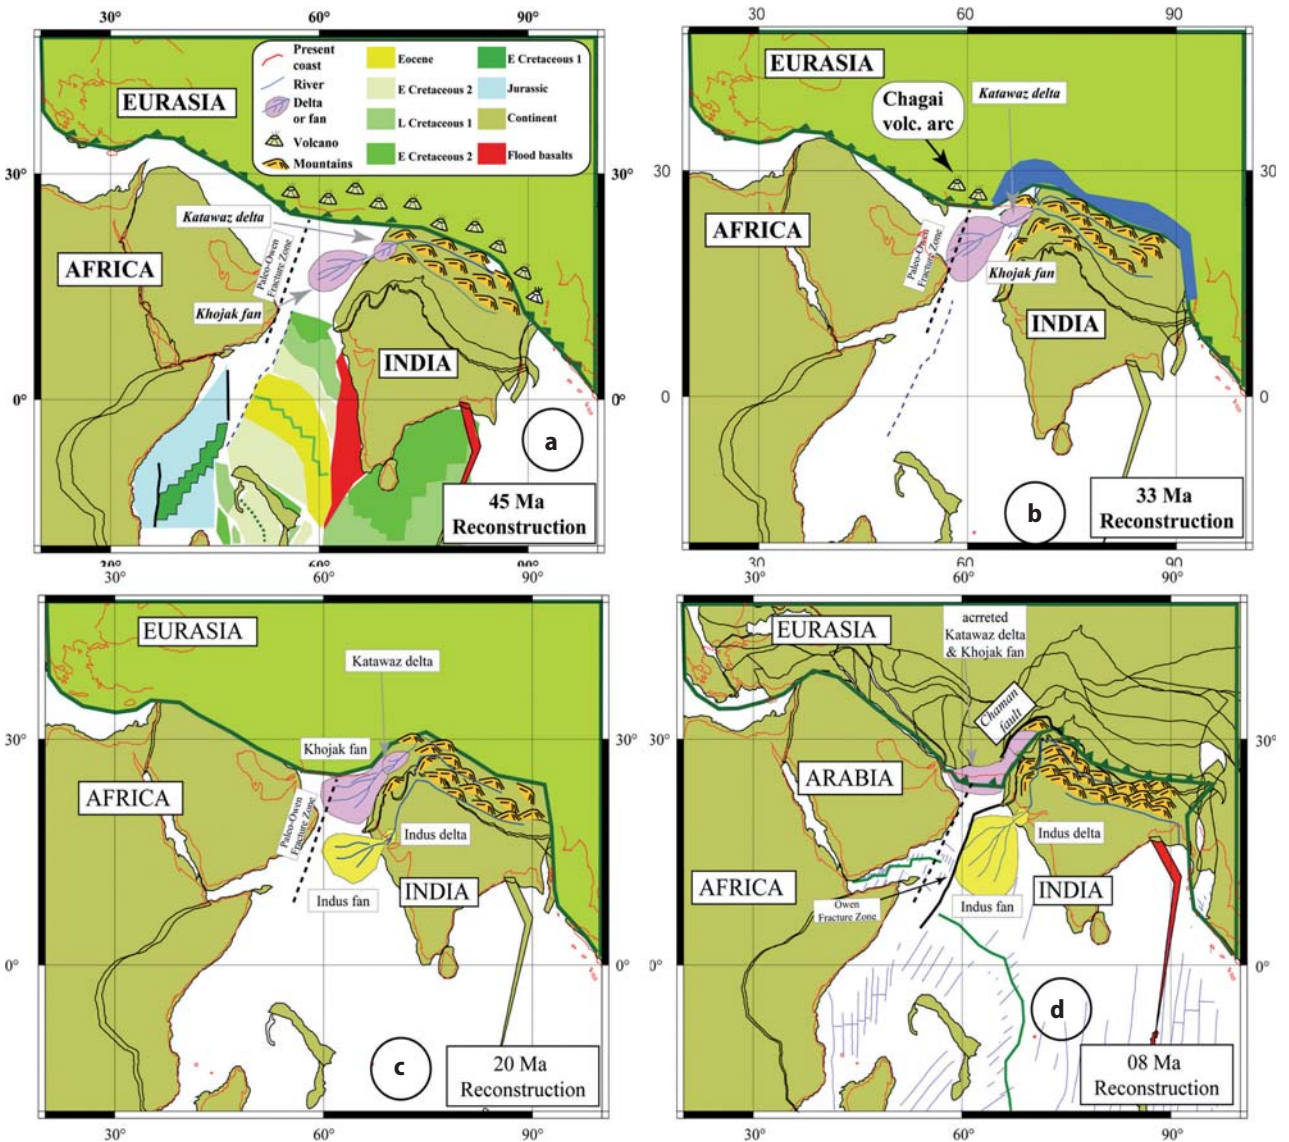 30°
60°
90°
EURASIA
Present
coast
River
Delta
or fan
Volcano
Mountains
Eocene
E Cretaceous 2
L Cretaceous 1
E Cretaceous 2
E Cretaceous 1
Jurassic
Continent
Flood basalts
30°
30°
Katawaz delta
Paleo-Owen
Fracture Zone
AFRICA
Khojak fan
INDIA
0°
0°
a
45 Ma
Reconstruction
30°
60°
90°
30
60
90
EURASIA
Chagai
volc. arc
Katawaz delta
30
30
AFRICA
Paleo-Owen
Fracture Zone
Khojak fan
INDIA
0
0
b
33 Ma
Reconstruction
30
60
90
30°
60°
90°
EURASIA
Katawaz delta
30°
30°
Khojak fan
AFRICA
Paleo-Owen
Fracture Zone
Indus delta
Indus fan
INDIA
0°
0°
c
20 Ma
Reconstruction
30°
60°
90°
30°
60°
90°
EURASIA
acrreted
Katawaz delta
& Khojak fan
Chaman
fault
30°
ARABIA
AFRICA
Indus delta
Owen
Fracture Zone
Indus fan
INDIA
0°
0°
d
08 Ma
Reconstruction
30°
60°
90°